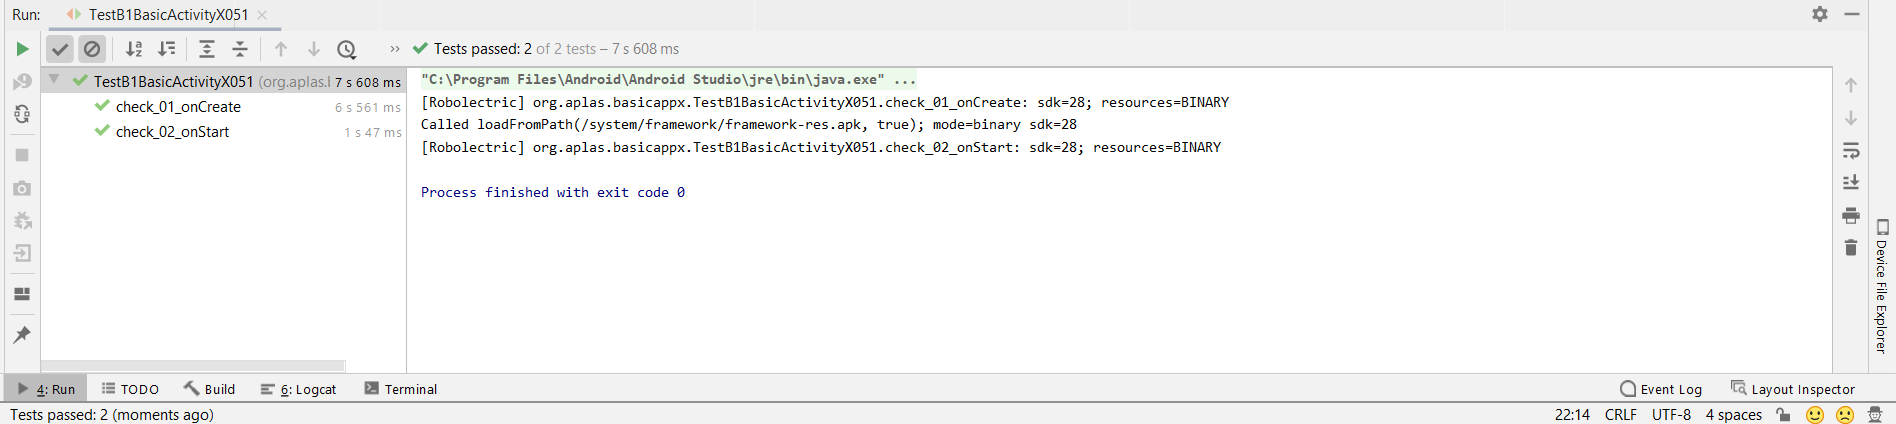 Run: TestB1BasicActivityX051
Tests passed: 2 of 2 tests – 7 s 608 ms
TestB1BasicActivityX051 (org.aplas.l 7 s 608 ms
check_01_onCreate 6 s 561 ms
check_02_onStart 1 s 47 ms
"C:\Program Files\Android\Android Studio\jre\bin\java.exe" ...
[Robolectric] org.aplas.basicappx.TestB1BasicActivityX051.check_01_onCreate: sdk=28; resources=BINARY
Called loadFromPath(/system/framework/framework-res.apk, true); mode=binary sdk=28
[Robolectric] org.aplas.basicappx.TestB1BasicActivityX051.check_02_onStart: sdk=28; resources=BINARY
Process finished with exit code 0
Device File Explorer
4: Run TODO Build 6: Logcat Terminal Event Log Layout Inspector
Tests passed: 2 (moments ago) 22:14 CRLF UTF-8 4 spaces